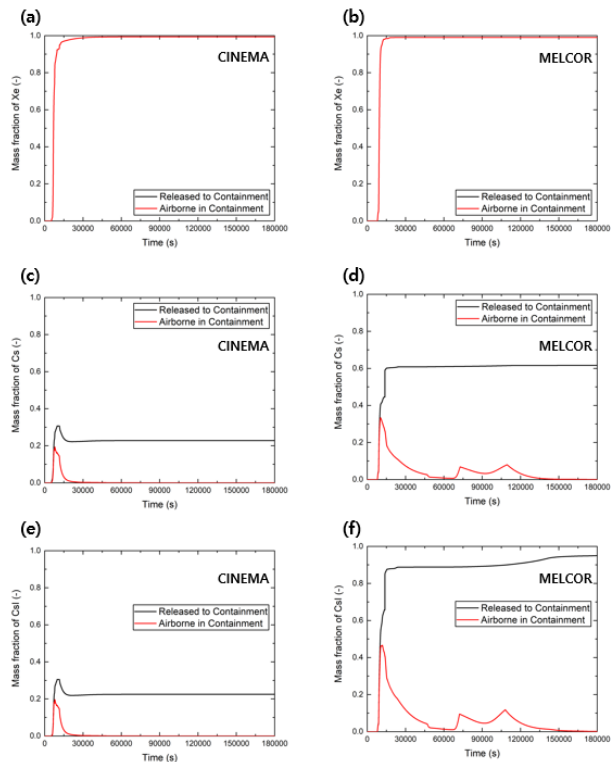 (a)
CINEMA
Mass fraction of Xe (-)
1.0
0.8
0.6
0.4
0.2
0.0
Released to Containment
Airborne in Containment
0 30000 60000 90000 120000 150000 180000
Time (s)
(b)
MELCOR
Mass fraction of Xe (-)
1.0
0.8
0.6
0.4
0.2
0.0
Released to Containment
Airborne in Containment
0 30000 60000 90000 120000 150000 180000
Time (s)
(c)
Released to Containment
Airborne in Containment
CINEMA
Mass fraction of Cs (-)
1.0
0.8
0.6
0.4
0.2
0.0
0 30000 60000 90000 120000 150000 180000
Time (s)
(d)
Released to Containment
Airborne in Containment
MELCOR
Mass fraction of Cs (-)
1.0
0.8
0.6
0.4
0.2
0.0
0 30000 60000 90000 120000 150000 180000
Time (s)
(e)
CINEMA
Released to Containment
Airborne in Containment
Mass fraction of CsI (-)
1.0
0.8
0.6
0.4
0.2
0.0
0 30000 60000 90000 120000 150000 180000
Time (s)
(f)
MELCOR
Released to Containment
Airborne in Containment
Mass fraction of CsI (-)
1.0
0.8
0.6
0.4
0.2
0.0
0 30000 60000 90000 120000 150000 180000
Time (s)